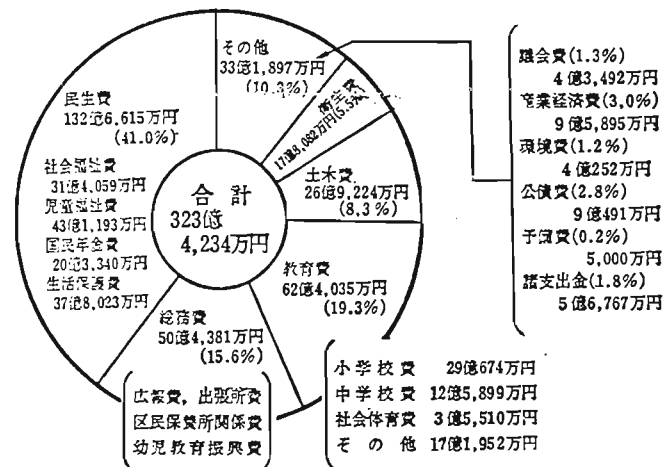 その他
33億1,897万円
(10.3%)
衛生費
17億8,082万円(5.5%)
土木費
26億9,224万円
(8.3%)
教育費
62億4,035万円
(19.3%)
総務費
50億4,381万円
(15.6%)
民生費
132億6,615万円
(41.0%)
社会福祉費
31億4,059万円
児童福祉費
43億1,193万円
国民年金費
20億3,340万円
生活保護費
37億8,023万円
合計
323億
4,234万円
議会費(1.3%)
4億3,492万円
産業経済費(3.0%)
9億5,895万円
環境費(1.2%)
4億252万円
公債費(2.8%)
9億491万円
予備費(0.2%)
5,000万円
諸支出金(1.8%)
5億6,767万円
広報費，出張所費
区民保養所関係費
幼児教育振興費
小学校費 29億674万円
中学校費 12億5,899万円
社会体育費 3億5,510万円
その他 17億1,952万円